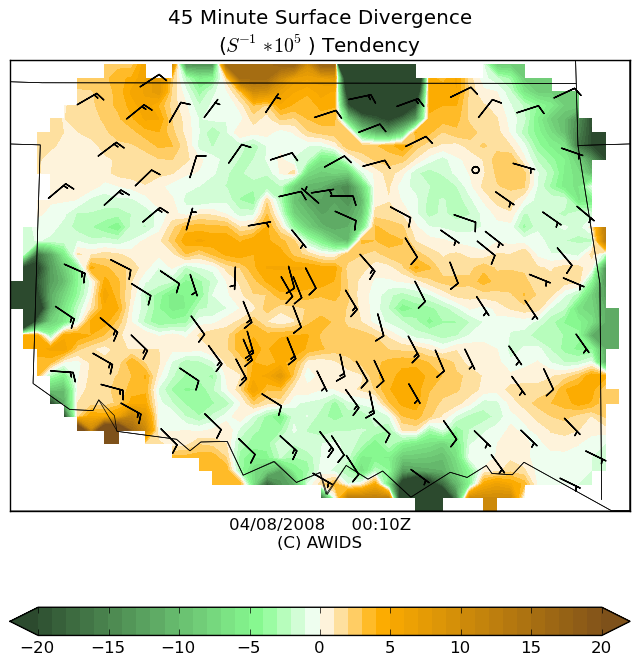 45 Minute Surface Divergence
(S⁻¹ * 10⁵ ) Tendency
04/08/2008 00:10Z
(C) AWIDS
−20 −15 −10 −5 0 5 10 15 20